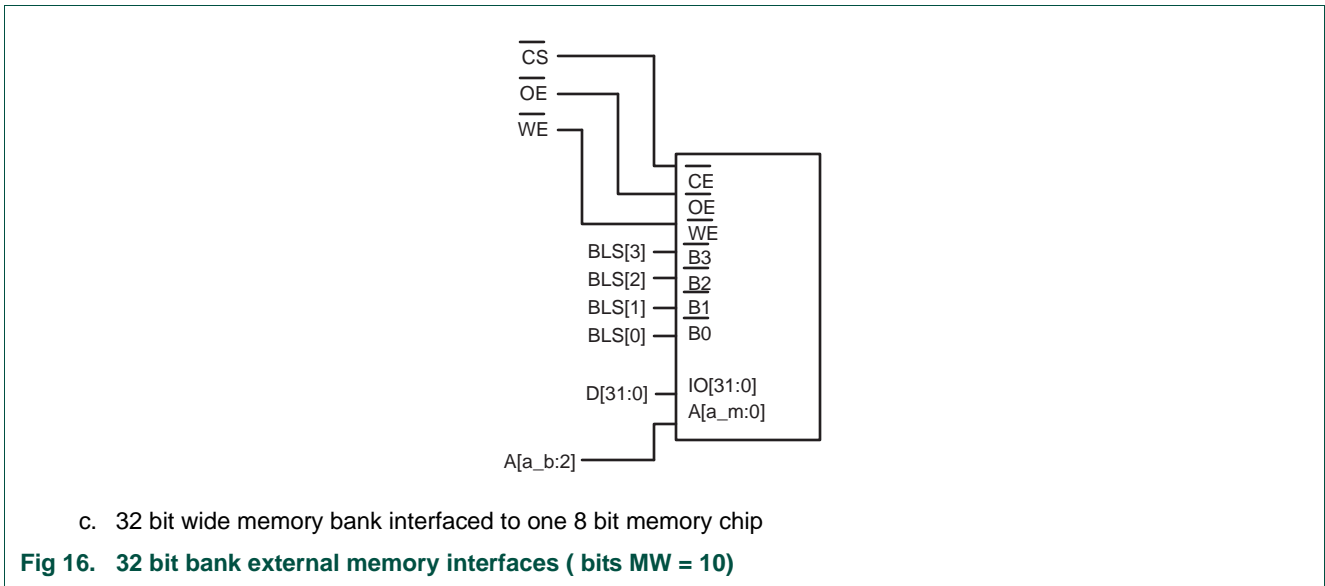 CS
OE
WE
CE
OE
WE
BLS[3]
B3
BLS[2]
B2
BLS[1]
B1
BLS[0]
B0
D[31:0]
IO[31:0]
A[a_m:0]
A[a_b:2]
c. 32 bit wide memory bank interfaced to one 8 bit memory chip
Fig 16. 32 bit bank external memory interfaces ( bits MW = 10)